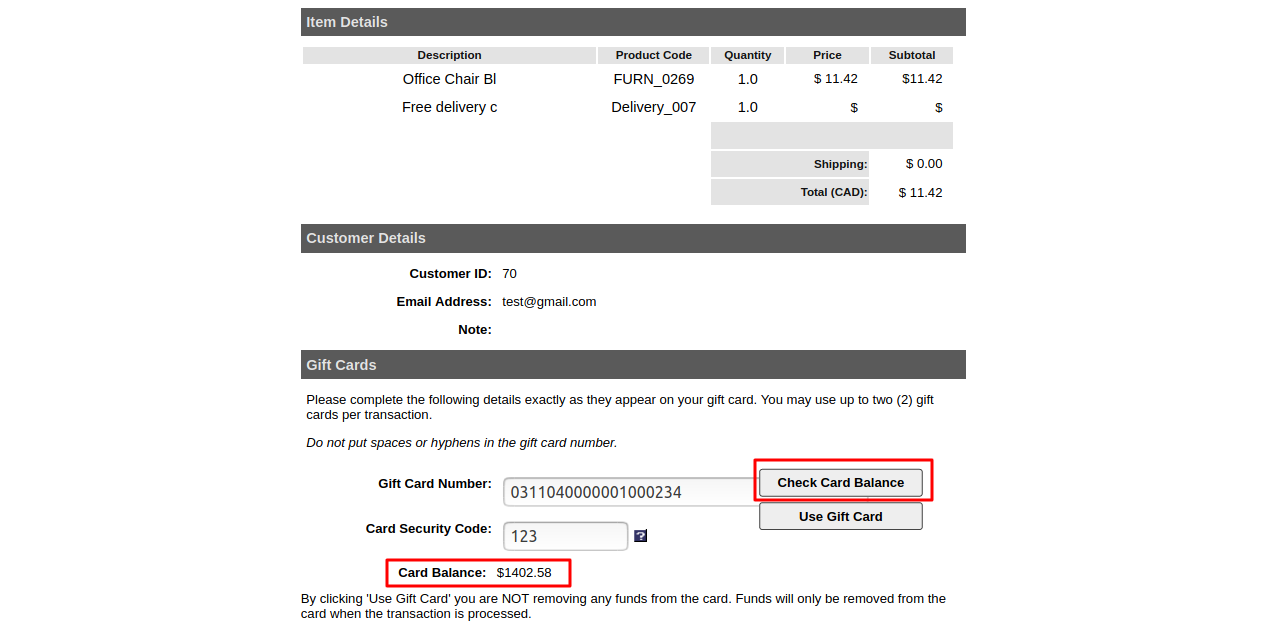 Item Details
Description Product Code Quantity Price Subtotal
Office Chair Bl FURN_0269 1.0 $ 11.42 $11.42
Free delivery c Delivery_007 1.0 $ $
Shipping: $ 0.00
Total (CAD): $ 11.42
Customer Details
Customer ID: 70
Email Address: test@gmail.com
Note:
Gift Cards
Please complete the following details exactly as they appear on your gift card. You may use up to two (2) gift
cards per transaction.
Do not put spaces or hyphens in the gift card number.
Gift Card Number: 0311040000001000234 Check Card Balance
Use Gift Card
Card Security Code: 123 ?
Card Balance: $1402.58
By clicking 'Use Gift Card' you are NOT removing any funds from the card. Funds will only be removed from the
card when the transaction is processed.